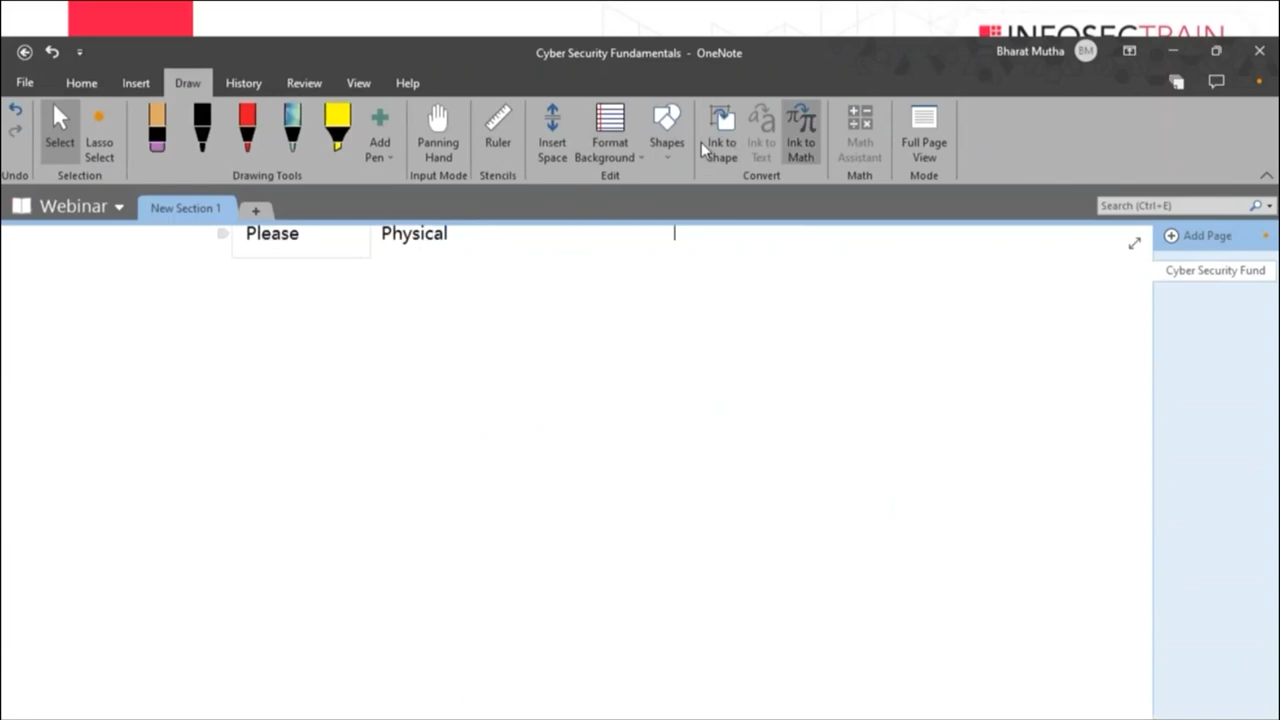 INFOSECTRAIN
Cyber Security Fundamentals - OneNote
Bharat Mutha BM
File Home Insert Draw History Review View Help
Select
Lasso Select
Add Pen
Panning Hand
Ruler
Insert Space
Format Background
Shapes
Ink to Shape
Ink to Text
Ink to Math
Math Assistant
Full Page View
Undo Selection Drawing Tools Input Mode Stencils Edit Convert Math Mode
Webinar New Section 1 + Search (Ctrl+E)
Please Physical
Add Page
Cyber Security Fund